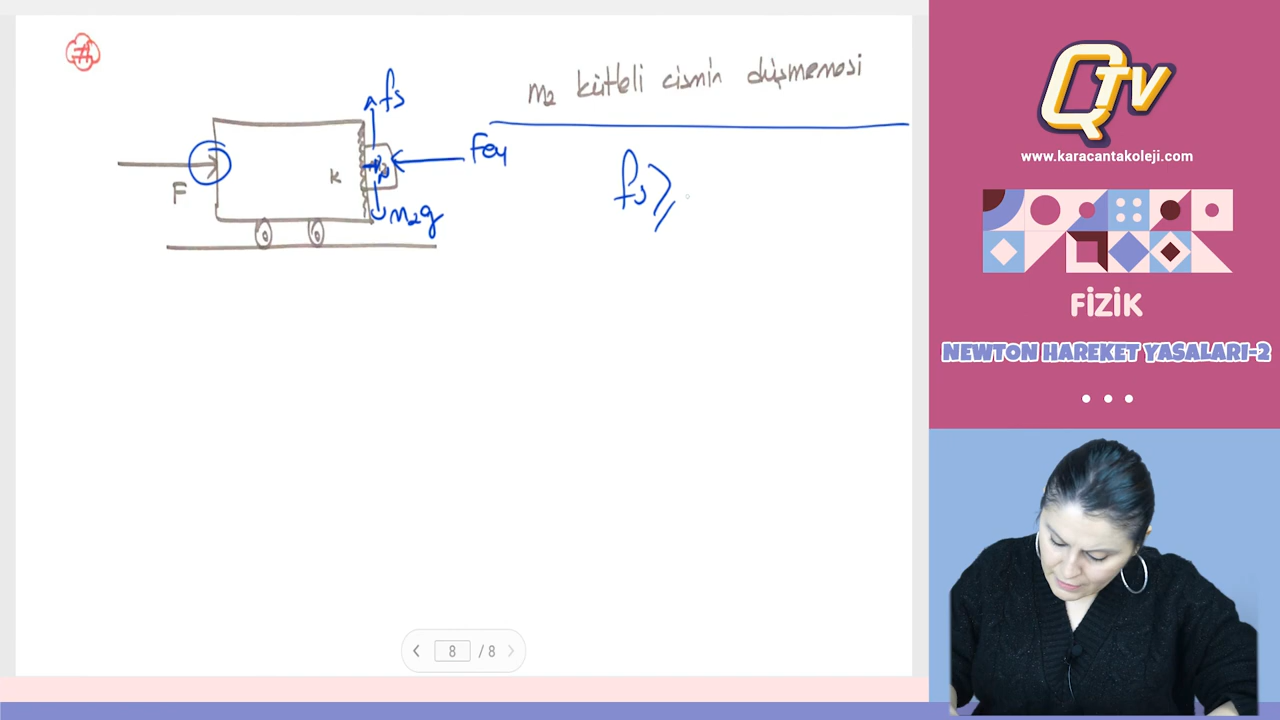 m₂ kütleli cismin düşmemesi
fs
Fey
F
k
m₂g
fs ≥
8 / 8
QTV
www.karacantakoleji.com
FİZİK
NEWTON HAREKET YASALARI-2